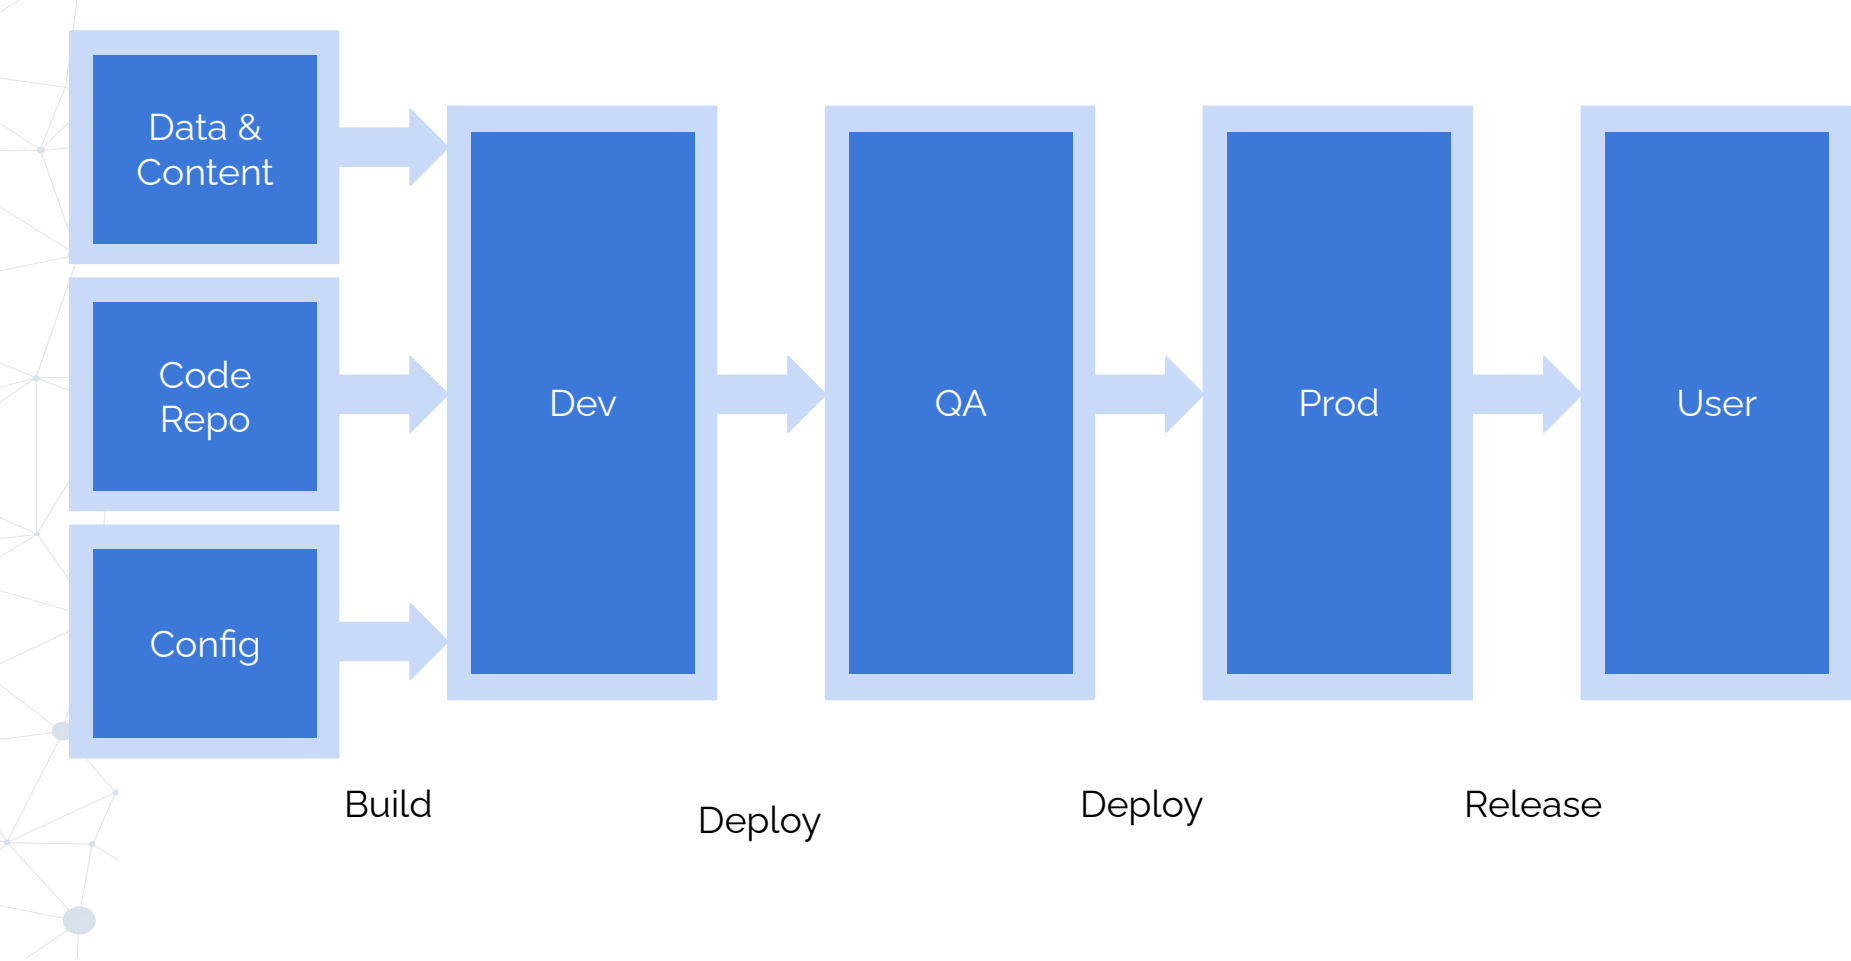 Data &
Content
Code
Repo
Config
Dev
QA
Prod
User
Build
Deploy
Deploy
Release